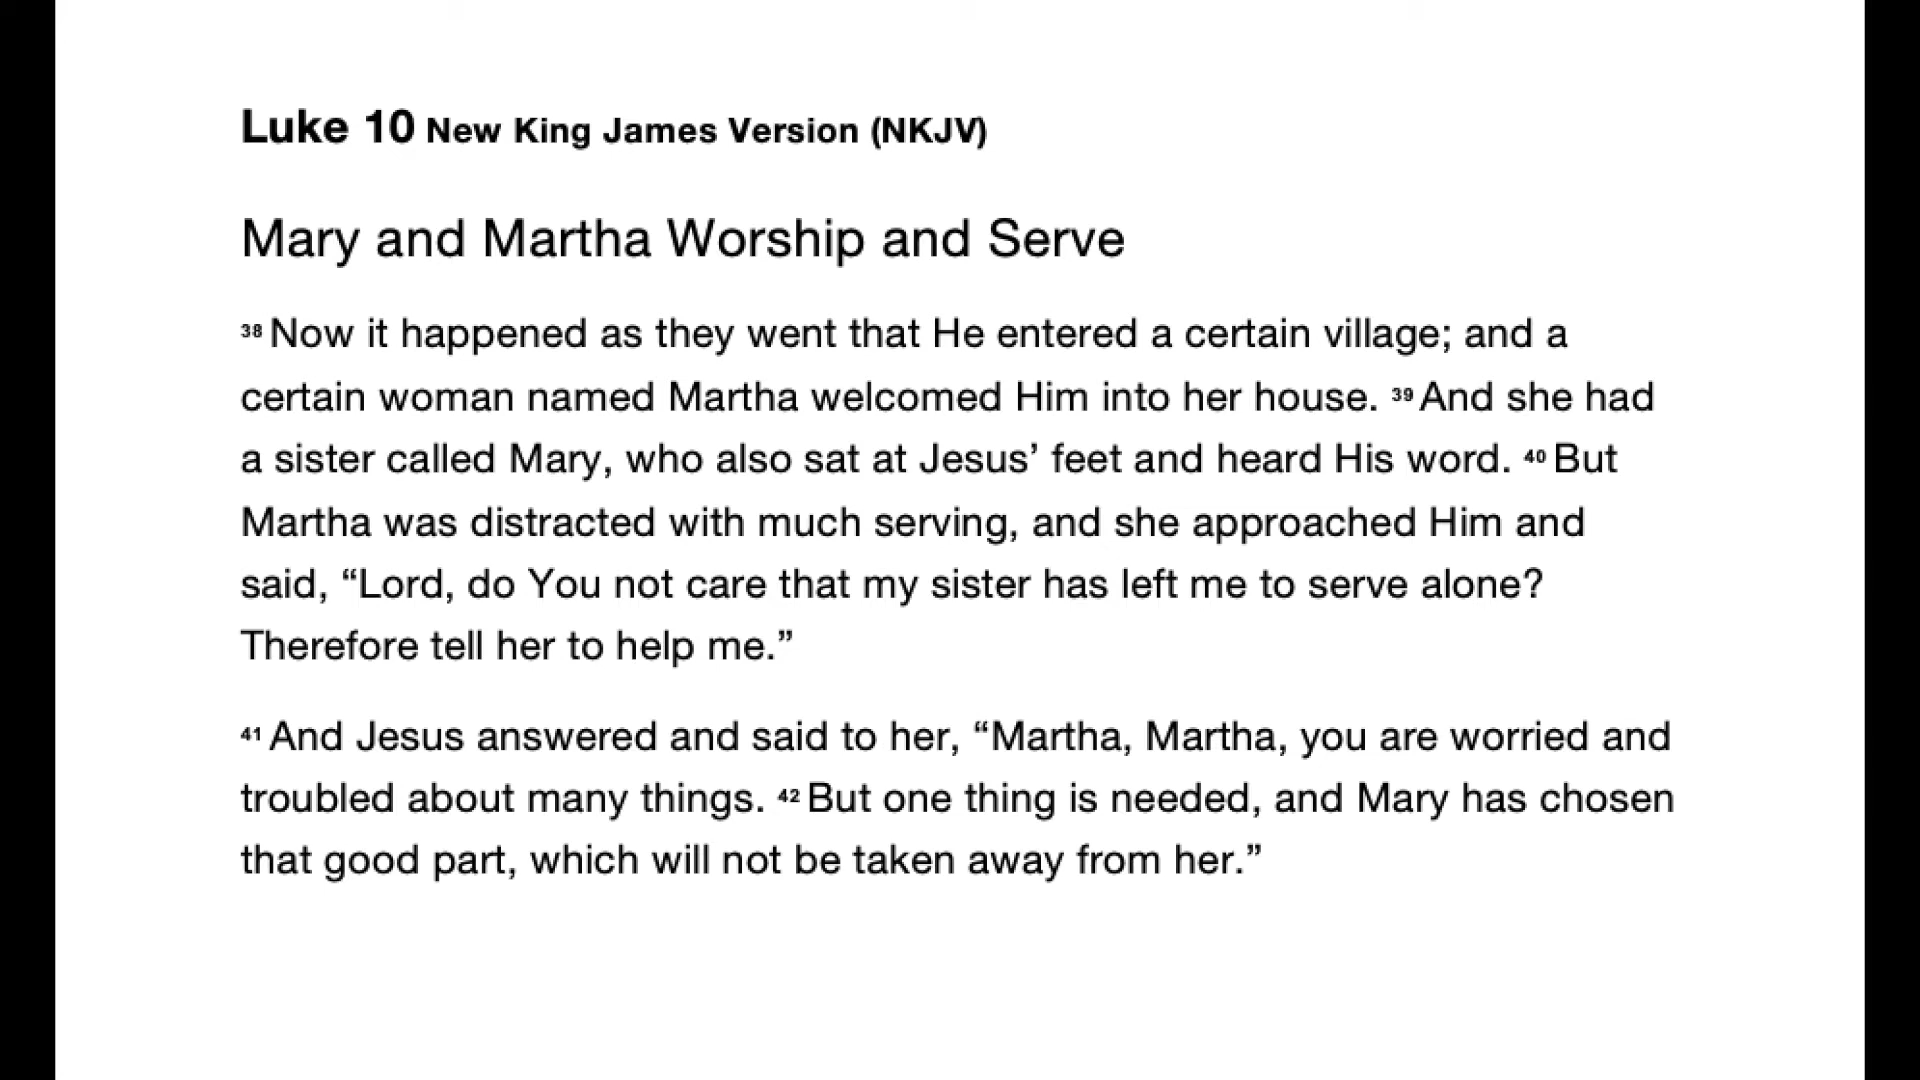 Luke 10 New King James Version (NKJV)
Mary and Martha Worship and Serve
38 Now it happened as they went that He entered a certain village; and a
certain woman named Martha welcomed Him into her house. 39 And she had
a sister called Mary, who also sat at Jesus’ feet and heard His word. 40 But
Martha was distracted with much serving, and she approached Him and
said, “Lord, do You not care that my sister has left me to serve alone?
Therefore tell her to help me.”
41 And Jesus answered and said to her, “Martha, Martha, you are worried and
troubled about many things. 42 But one thing is needed, and Mary has chosen
that good part, which will not be taken away from her.”